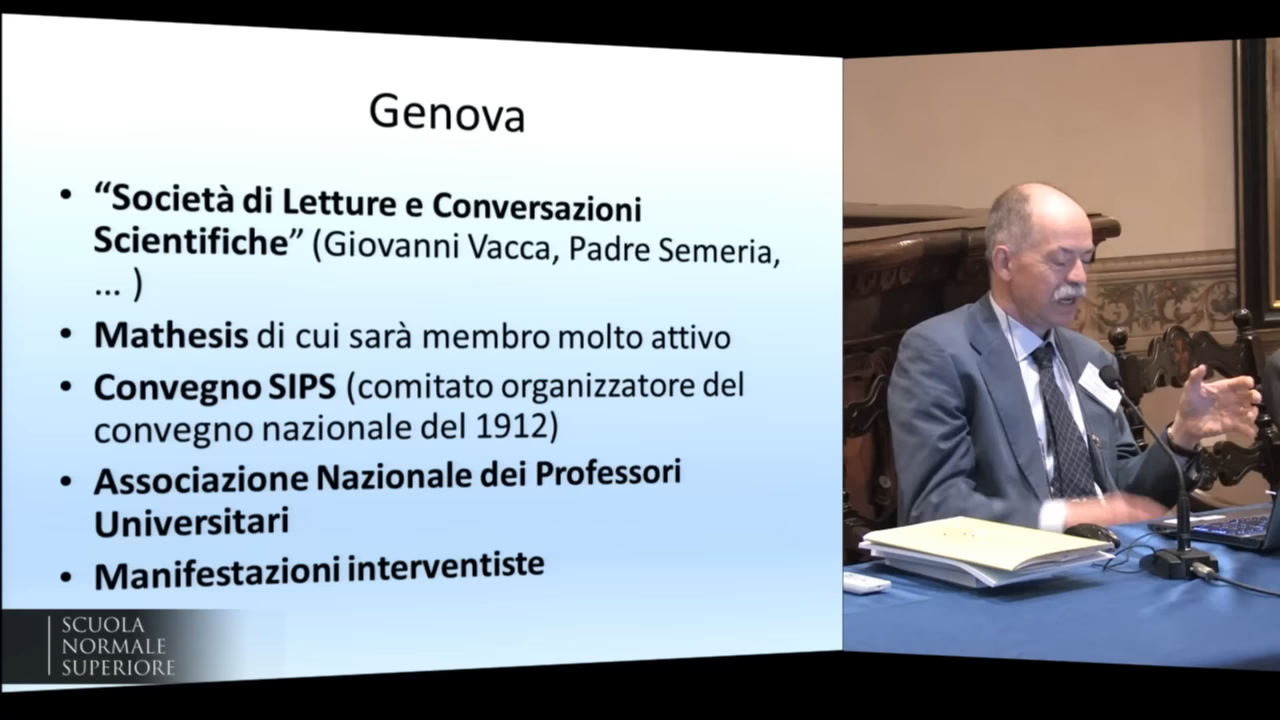 Genova
• “Società di Letture e Conversazioni
Scientifiche” (Giovanni Vacca, Padre Semeria,
... )
• Mathesis di cui sarà membro molto attivo
• Convegno SIPS (comitato organizzatore del
convegno nazionale del 1912)
• Associazione Nazionale dei Professori
Universitari
• Manifestazioni interventiste
SCUOLA
NORMALE
SUPERIORE